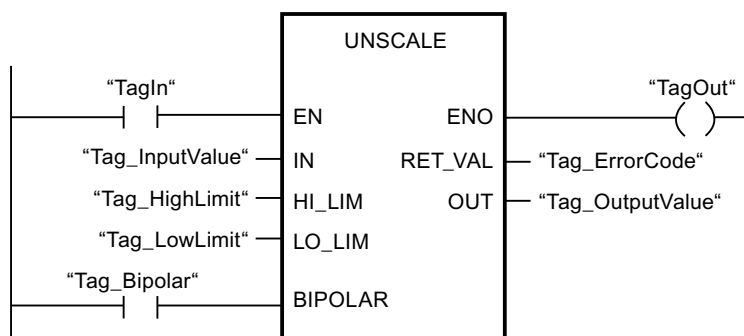 UNSCALE
“TagIn“
“TagOut“
EN
ENO
“Tag_InputValue“
IN
RET_VAL
“Tag_ErrorCode“
“Tag_HighLimit“
HI_LIM
OUT
“Tag_OutputValue“
“Tag_LowLimit“
LO_LIM
“Tag_Bipolar“
BIPOLAR